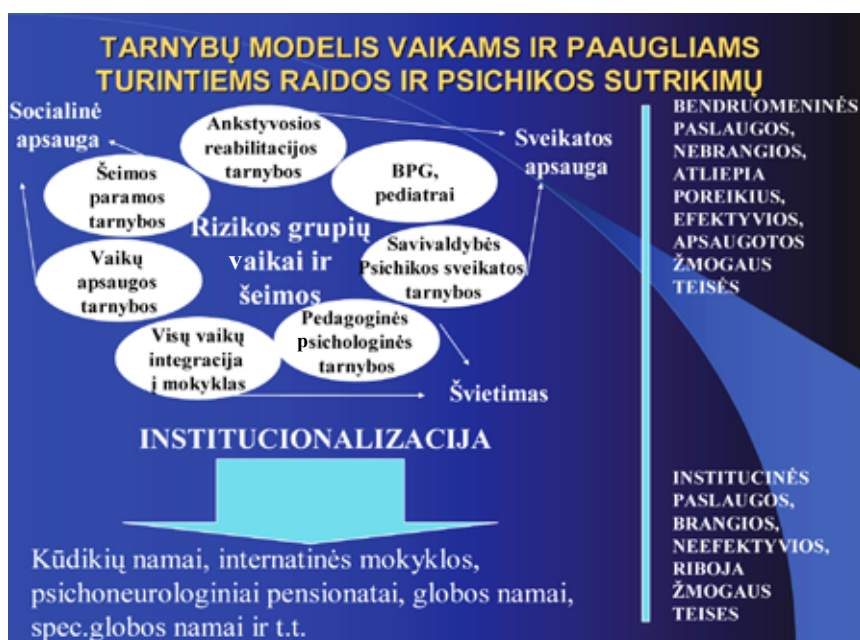 TARNYBŲ MODELIS VAIKAMS IR PAAUGLIAMS
TURINTIEMS RAIDOS IR PSICHIKOS SUTRIKIMŲ
Socialinė
apsauga
Ankstyvosios
reabilitacijos
tarnybos
Sveikatos
apsauga
Šeimos
paramos
tarnybos
BPG,
pediatrai
Rizikos grupių
vaikai ir
šeimos
Vaikų
apsaugos
tarnybos
Savivaldybės
Psichikos sveikatos
tarnybos
Visų vaikų
integracija
į mokyklas
Pedagoginės
psichologinės
tarnybos
Švietimas
INSTITUCIONALIZACIJA
Kūdikių namai, internatinės mokyklos,
psichoneurologiniai pensionatai, globos namai,
spec.globos namai ir t.t.
BENDRUOMENINĖS
PASLAUGOS,
NEBRANGIOS,
ATLIEPIA
POREIKIUS,
EFEKTYVIOS,
APSAUGOTOS
ŽMOGAUS
TEISĖS
INSTITUCINĖS
PASLAUGOS,
BRANGIOS,
NEEFEKTYVIOS,
RIBOJA
ŽMOGAUS
TEISES